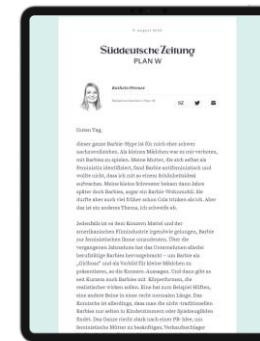 Süddeutsche Zeitung
PLAN W
Guten Tag,
dieser ganze Barbie-Hype ist für mich eher schwer
nachzuvollziehen. Als kleines Mädchen war es mir verboten,
mit Barbies zu spielen. Meine Mutter, die sich selbst als
Feministin identifiziert, fand Barbie antifeministisch und
wollte nicht, dass ich mit so einem Schönheitsideal
aufwachse. Meine kleine Schwester bekam dann Jahre
später doch Barbies, sogar ein Barbie-Wohnmobil. Sie
durfte aber auch viel früher schon Cola trinken als ich. Aber
das ist ein anderes Thema, ich schweife ab.
Jedenfalls ist es dem Konzern Mattel und der
amerikanischen Filmindustrie irgendwie gelungen, Barbie
zur feministischen Ikone umzudeuten. Über die
vergangenen Jahrzehnte hat das Unternehmen allerlei
berufstätige Barbies hervorgebracht – um Barbie als
„Girlboss“ und als Vorbild für kleine Mädchen zu
präsentieren, so die Konzern-Aussagen. Und dann gibt es
seit Kurzem auch Barbies mit Körperformen, die
realistischer wirken sollen. Eine hat zum Beispiel Hüften,
eine andere Beine in einer recht normalen Länge. Das
Komische ist allerdings, dass man die nicht-traditionellen
Barbies nur selten in Kinderzimmern oder Spielzeugläden
findet. Das Ganze riecht stark nach einer PR-Idee, um
feministische Mütter zu besänftigen. Verkaufsschlager